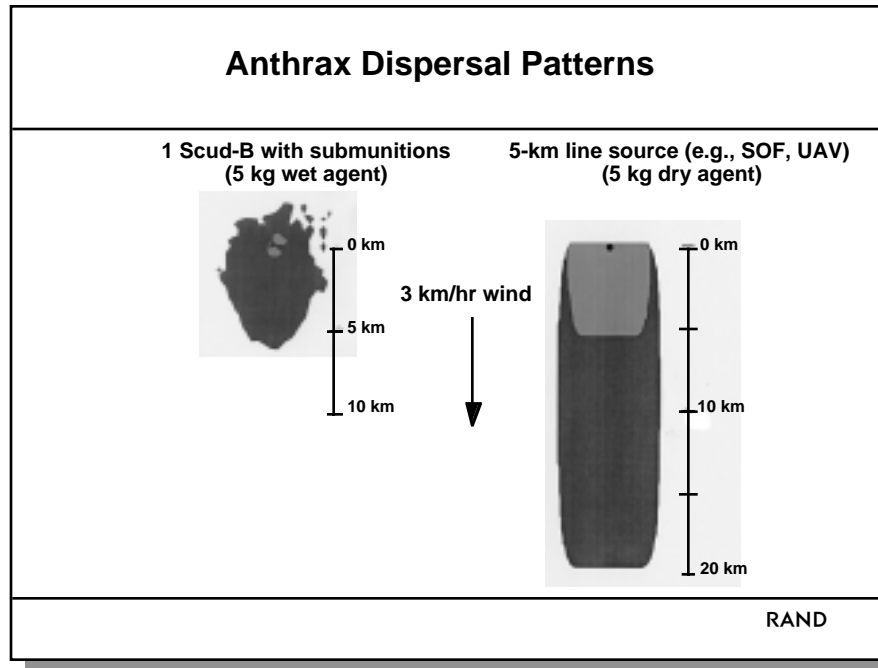 Anthrax Dispersal Patterns
1 Scud-B with submunitions
(5 kg wet agent)
0 km
5 km
10 km
3 km/hr wind
5-km line source (e.g., SOF, UAV)
(5 kg dry agent)
0 km
10 km
20 km
RAND